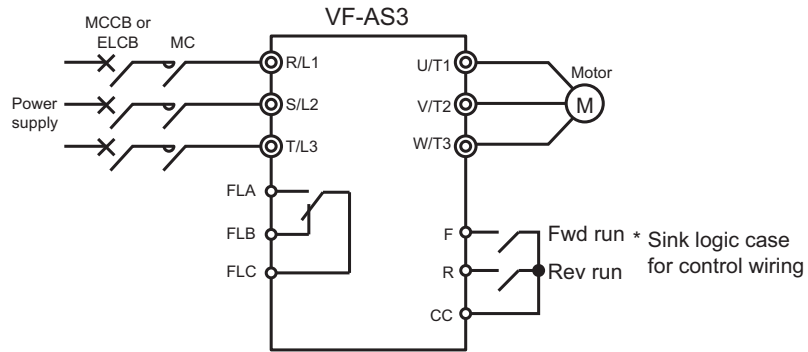 VF-AS3
MCCB or
ELCB
MC
Power
supply
R/L1
S/L2
T/L3
U/T1
V/T2
W/T3
Motor
M
FLA
FLB
FLC
F
R
CC
Fwd run
Rev run
* Sink logic case
for control wiring